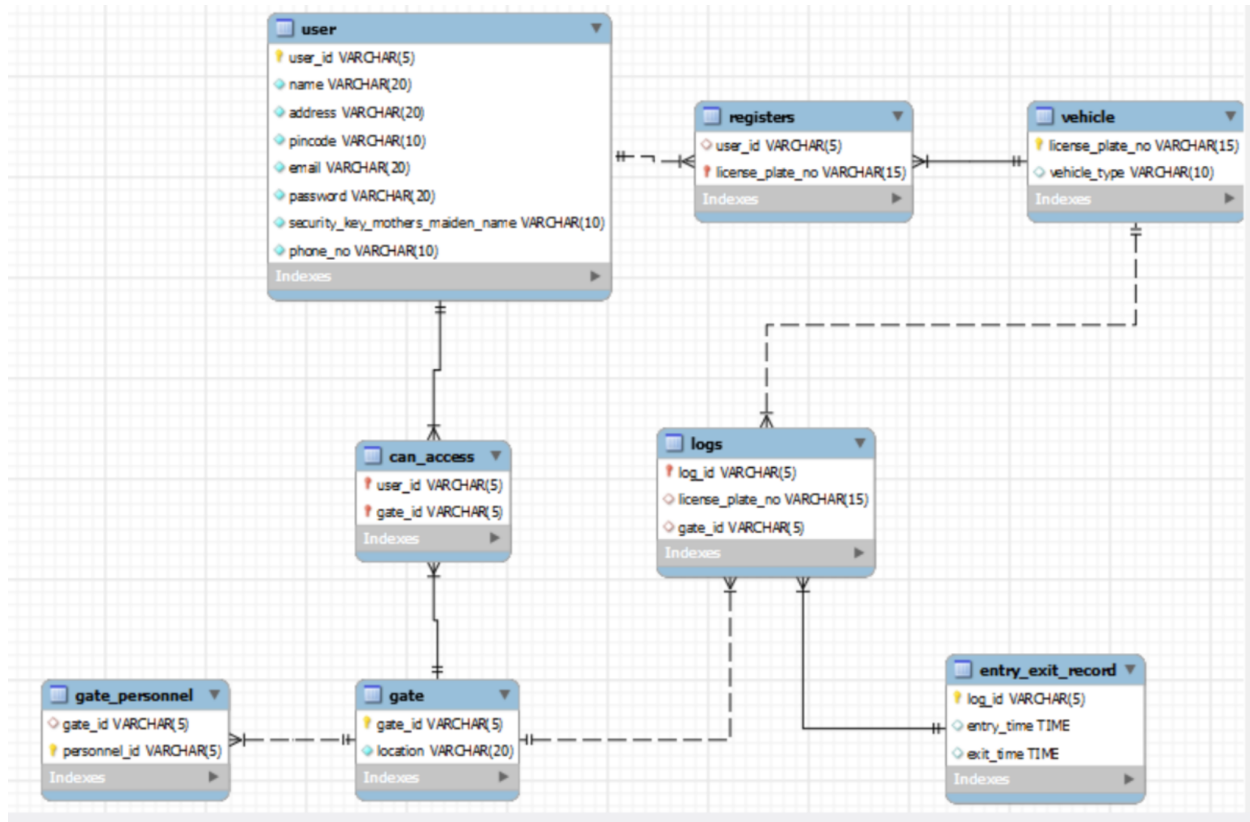 user
user_id VARCHAR(5)
name VARCHAR(20)
address VARCHAR(20)
pincode VARCHAR(10)
email VARCHAR(20)
password VARCHAR(20)
security_key_mothers_maiden_name VARCHAR(10)
phone_no VARCHAR(10)
Indexes
registers
user_id VARCHAR(5)
license_plate_no VARCHAR(15)
Indexes
vehicle
license_plate_no VARCHAR(15)
vehicle_type VARCHAR(10)
Indexes
can_access
user_id VARCHAR(5)
gate_id VARCHAR(5)
Indexes
logs
log_id VARCHAR(5)
license_plate_no VARCHAR(15)
gate_id VARCHAR(5)
Indexes
gate_personnel
gate_id VARCHAR(5)
personnel_id VARCHAR(5)
Indexes
gate
gate_id VARCHAR(5)
location VARCHAR(20)
Indexes
entry_exit_record
log_id VARCHAR(5)
entry_time TIME
exit_time TIME
Indexes